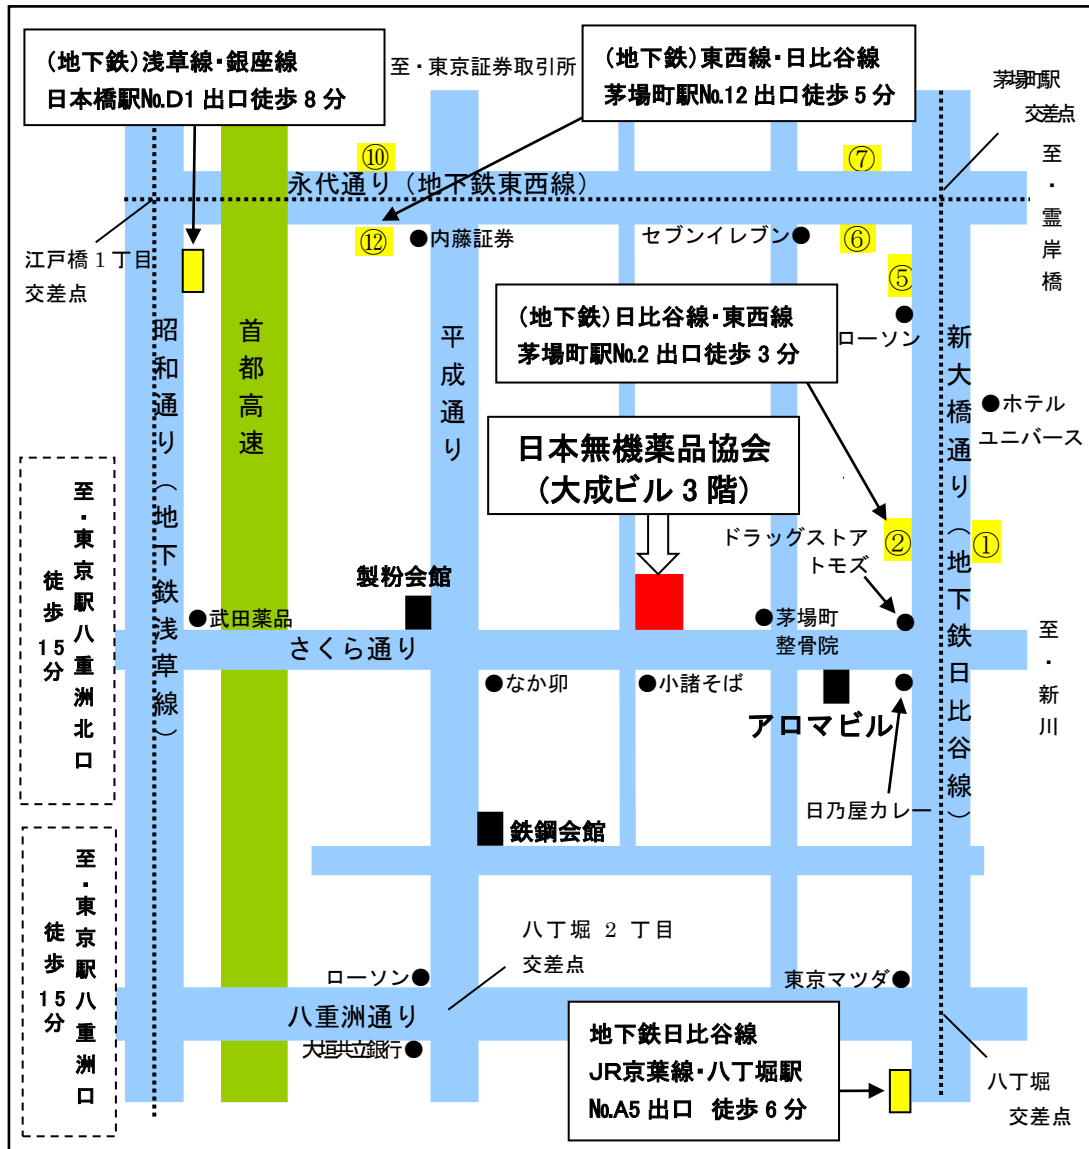 (地下鉄)浅草線・銀座線
日本橋駅№D1 出口徒歩 8 分
至・東京証券取引所
(地下鉄)東西線・日比谷線
茅場町駅№12 出口徒歩 5 分
茅場町駅
交差点
至・霊岸橋
⑩
⑦
永代通り（地下鉄東西線）
⑫
●内藤証券
セブンイレブン●
⑥
⑤
江戸橋１丁目
交差点
ローソン
(地下鉄)日比谷線・東西線
茅場町駅№2 出口徒歩 3 分
昭和通り（地下鉄浅草線）
首都高速
平成通り
新大橋通り（地下鉄日比谷線）
●ホテル
ユニバース
日本無機薬品協会
(大成ビル 3 階)
至・東京駅八重洲北口
徒歩 15分
ドラッグストア
トモズ
②
①
製粉会館
●武田薬品
●茅場町
整骨院
至・新川
さくら通り
●なか卯
●小諸そば
アロマビル
日乃屋カレー
鉄鋼会館
至・東京駅八重洲口
徒歩 15分
八丁堀 ２ 丁目
交差点
ローソン●
東京マツダ●
八重洲通り
大垣共立銀行●
地下鉄日比谷線
JR京葉線・八丁堀駅
№A5 出口 徒歩 6 分
八丁堀
交差点